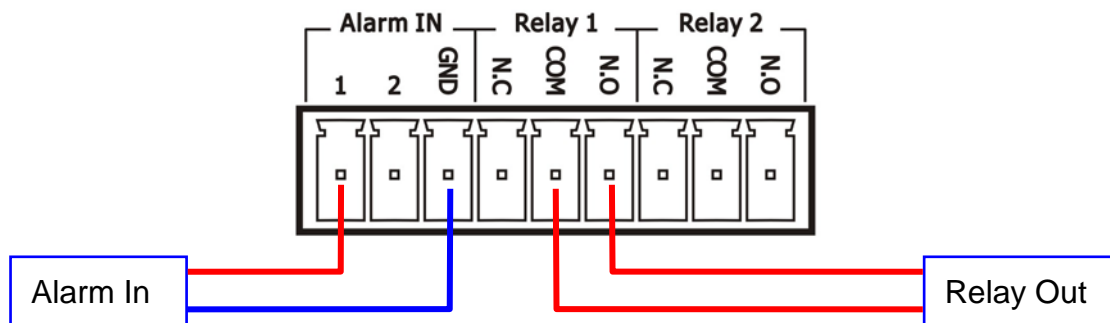 Alarm IN Relay 1 Relay 2
1 2 GND N.C COM N.O N.C COM N.O
Alarm In Relay Out